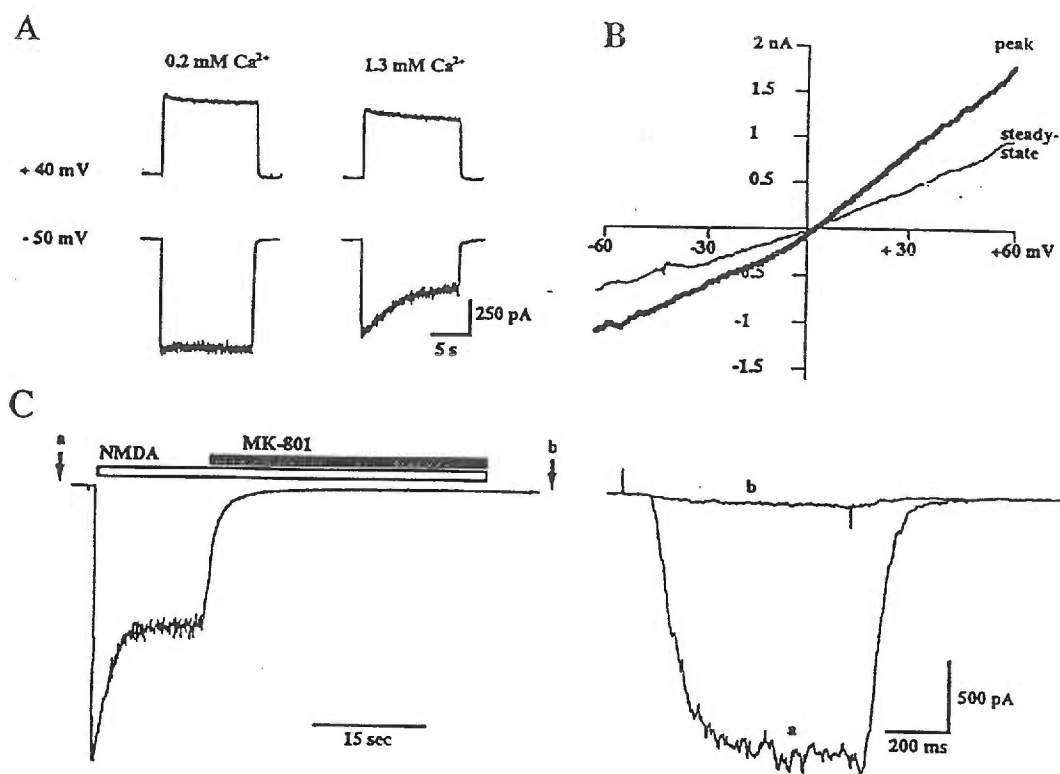 A
0.2 mM Ca²⁺
1.3 mM Ca²⁺
+ 40 mV
- 50 mV
250 pA
5 s
B
2 nA
1.5
1
0.5
peak
steady-
state
-60
-30
+ 30
+60 mV
-0.5
-1
-1.5
C
a
NMDA
MK-801
b
15 sec
b
a
500 pA
200 ms